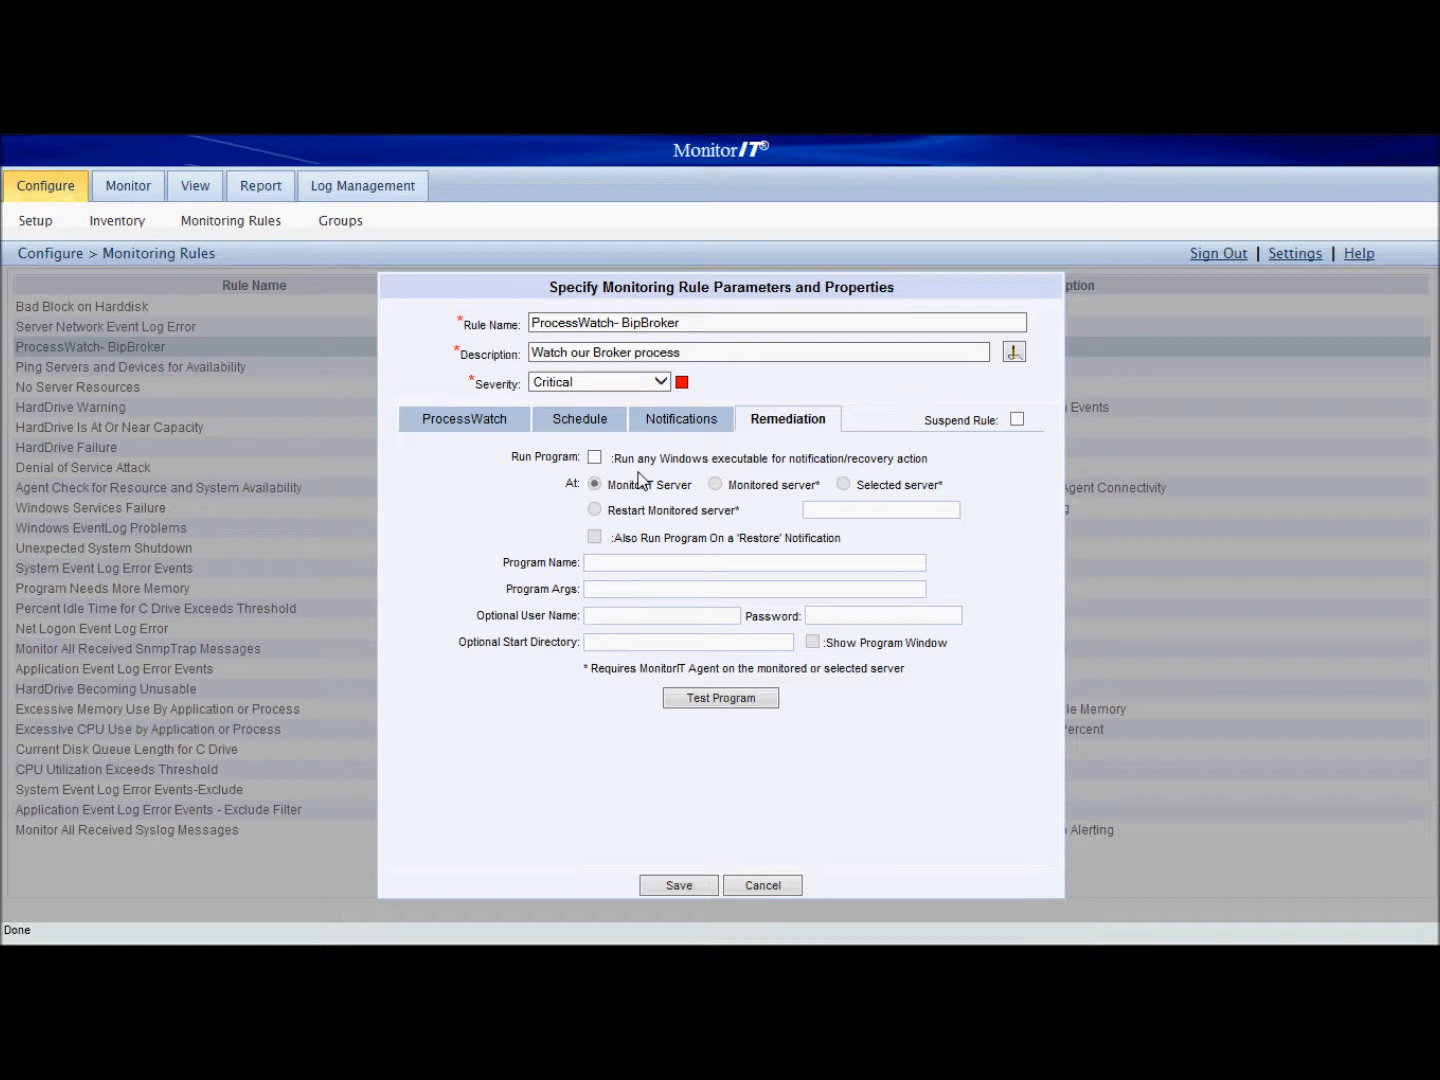 MonitorIT®
Configure Monitor View Report Log Management
Setup Inventory Monitoring Rules Groups
Configure > Monitoring Rules Sign Out | Settings | Help
Rule Name
Bad Block on Harddisk
Server Network Event Log Error
ProcessWatch- BipBroker
Ping Servers and Devices for Availability
No Server Resources
HardDrive Warning
HardDrive Is At Or Near Capacity
HardDrive Failure
Denial of Service Attack
Agent Check for Resource and System Availability
Windows Services Failure
Windows EventLog Problems
Unexpected System Shutdown
System Event Log Error Events
Program Needs More Memory
Percent Idle Time for C Drive Exceeds Threshold
Net Logon Event Log Error
Monitor All Received SnmpTrap Messages
Application Event Log Error Events
HardDrive Becoming Unusable
Excessive Memory Use By Application or Process
Excessive CPU Use by Application or Process
Current Disk Queue Length for C Drive
CPU Utilization Exceeds Threshold
System Event Log Error Events-Exclude
Application Event Log Error Events - Exclude Filter
Monitor All Received Syslog Messages
Specify Monitoring Rule Parameters and Properties
*Rule Name: ProcessWatch- BipBroker
*Description: Watch our Broker process
*Severity: Critical
ProcessWatch Schedule Notifications Remediation Suspend Rule:
Run Program: :Run any Windows executable for notification/recovery action
At: MonitorIT Server Monitored server* Selected server*
Restart Monitored server*
:Also Run Program On a 'Restore' Notification
Program Name:
Program Args:
Optional User Name: Password:
Optional Start Directory: :Show Program Window
* Requires MonitorIT Agent on the monitored or selected server
Test Program
Save Cancel
ption
Events
Agent Connectivity
g
le Memory
ercent
Alerting
Done